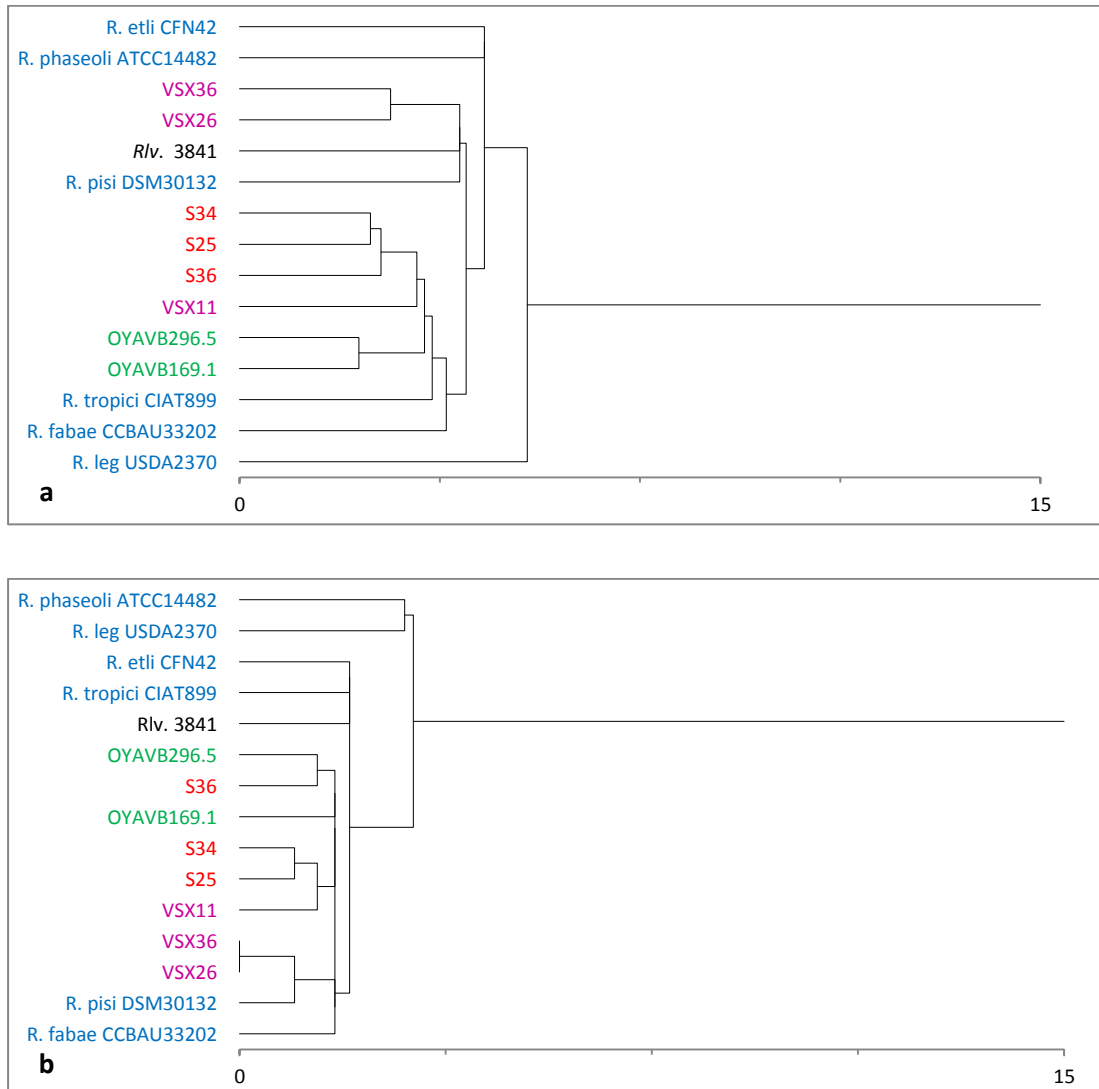 R. etli CFN42
R. phaseoli ATCC14482
VSX36
VSX26
Rlv. 3841
R. pisi DSM30132
S34
S25
S36
VSX11
OYAVB296.5
OYAVB169.1
R. tropici CIAT899
R. fabae CCBAU33202
R. leg USDA2370
a
0 15
R. phaseoli ATCC14482
R. leg USDA2370
R. etli CFN42
R. tropici CIAT899
Rlv. 3841
OYAVB296.5
S36
OYAVB169.1
S34
S25
VSX11
VSX36
VSX26
R. pisi DSM30132
R. fabae CCBAU33202
b
0 15